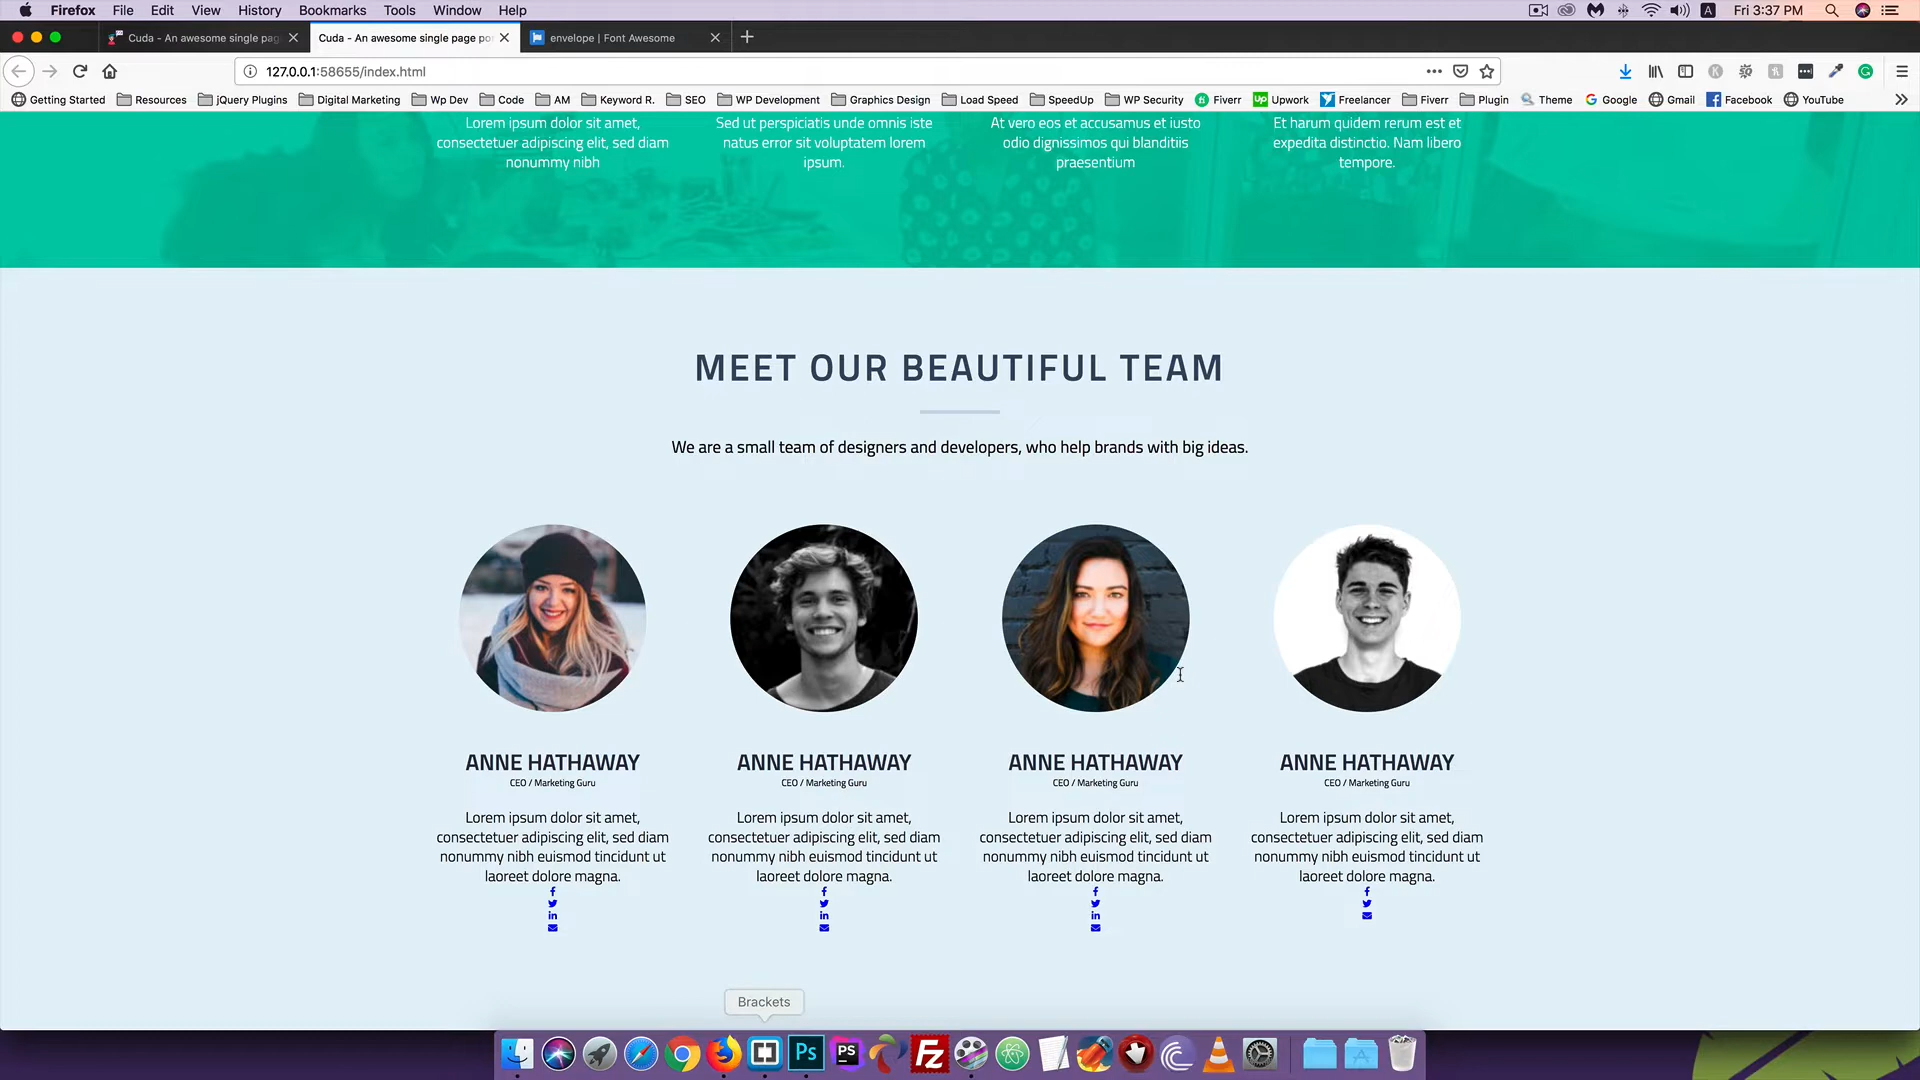 Firefox File Edit View History Bookmarks Tools Window Help
A Fri 3:37 PM
Cuda - An awesome single pag
Cuda - An awesome single page po
envelope | Font Awesome
127.0.0.1:58655/index.html
Getting Started Resources jQuery Plugins Digital Marketing Wp Dev Code AM Keyword R. SEO WP Development Graphics Design Load Speed SpeedUp WP Security Fiverr Upwork Freelancer Fiverr Plugin Theme Google Gmail Facebook YouTube
Lorem ipsum dolor sit amet,
consectetuer adipiscing elit, sed diam
nonummy nibh
Sed ut perspiciatis unde omnis iste
natus error sit voluptatem lorem
ipsum.
At vero eos et accusamus et iusto
odio dignissimos qui blanditiis
praesentium
Et harum quidem rerum est et
expedita distinctio. Nam libero
tempore.
MEET OUR BEAUTIFUL TEAM
We are a small team of designers and developers, who help brands with big ideas.
ANNE HATHAWAY
CEO / Marketing Guru
Lorem ipsum dolor sit amet,
consectetuer adipiscing elit, sed diam
nonummy nibh euismod tincidunt ut
laoreet dolore magna.
ANNE HATHAWAY
CEO / Marketing Guru
Lorem ipsum dolor sit amet,
consectetuer adipiscing elit, sed diam
nonummy nibh euismod tincidunt ut
laoreet dolore magna.
ANNE HATHAWAY
CEO / Marketing Guru
Lorem ipsum dolor sit amet,
consectetuer adipiscing elit, sed diam
nonummy nibh euismod tincidunt ut
laoreet dolore magna.
ANNE HATHAWAY
CEO / Marketing Guru
Lorem ipsum dolor sit amet,
consectetuer adipiscing elit, sed diam
nonummy nibh euismod tincidunt ut
laoreet dolore magna.
Brackets
Ps
PS
FZ